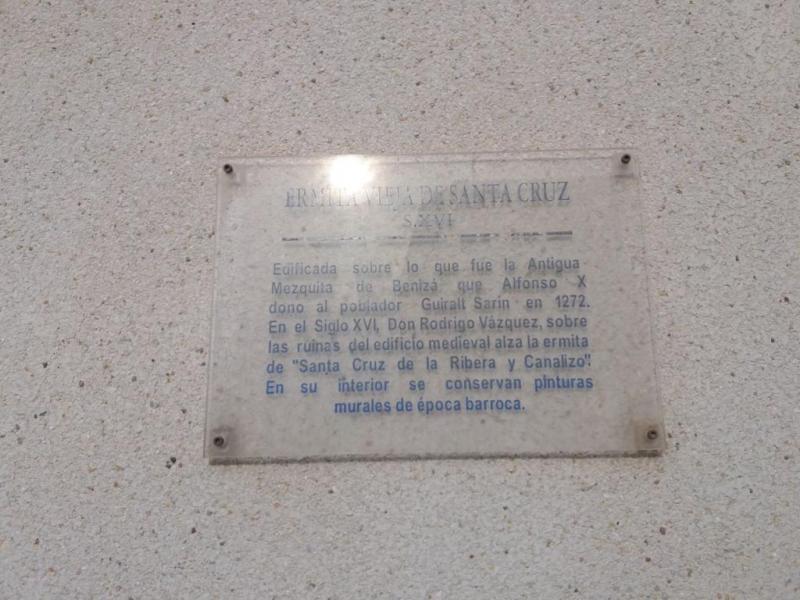 ERMITA VIEJA DE SANTA CRUZ
S.XVI
Edificada sobre lo que fue la Antigua
Mezquita de Benizá que Alfonso X
dono al poblador Guiralt Sarin en 1272.
En el Siglo XVI, Don Rodrigo Vázquez, sobre
las ruinas del edificio medieval alza la ermita
de "Santa Cruz de la Ribera y Canalizo".
En su interior se conservan pinturas
murales de época barroca.